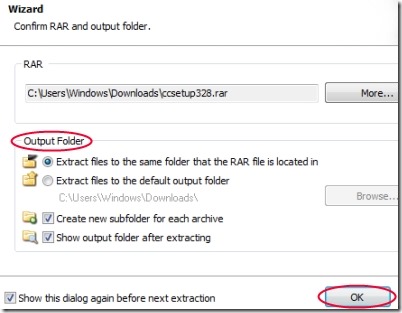 Wizard
Confirm RAR and output folder.
RAR
C:\Users\Windows\Downloads\ccsetup328.rar
More...
Output Folder
Extract files to the same folder that the RAR file is located in
Extract files to the default output folder
C:\Users\Windows\Downloads\
Browse...
Create new subfolder for each archive
Show output folder after extracting
Show this dialog again before next extraction
OK